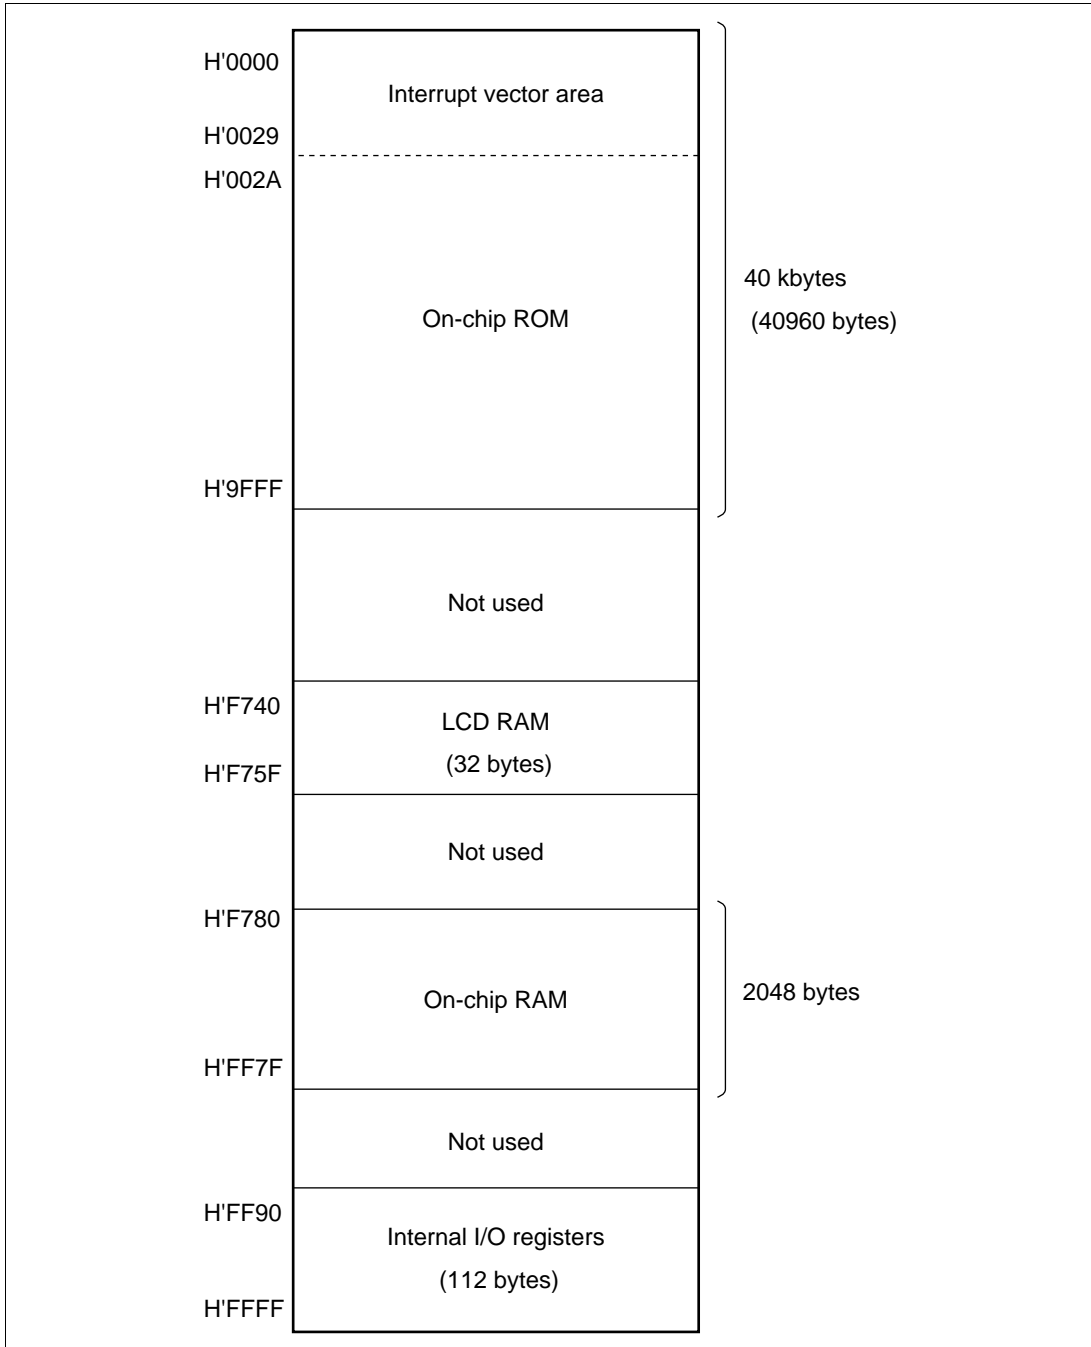 H'0000
Interrupt vector area
H'0029
H'002A
40 kbytes
(40960 bytes)
On-chip ROM
H'9FFF
Not used
H'F740
LCD RAM
(32 bytes)
H'F75F
Not used
H'F780
On-chip RAM
2048 bytes
H'FF7F
Not used
H'FF90
Internal I/O registers
(112 bytes)
H'FFFF